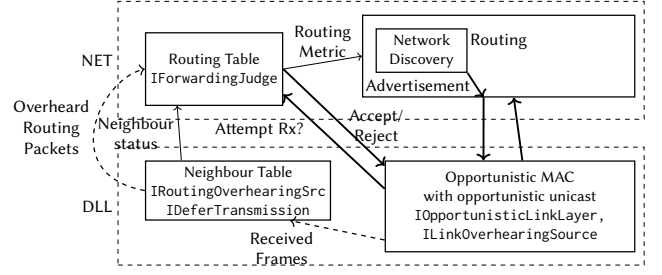 NET
Routing Table
IForwardingJudge
Routing
Metric
Network
Discovery
Routing
Advertisement
Overheard
Routing
Packets
Neighbour
status
Attempt Rx?
Accept/
Reject
DLL
Neighbour Table
IRoutingOverhearingSrc
IDeferTransmission
Received
Frames
Opportunistic MAC
with opportunistic unicast
IOpportunisticLinkLayer,
ILinkOverhearingSource